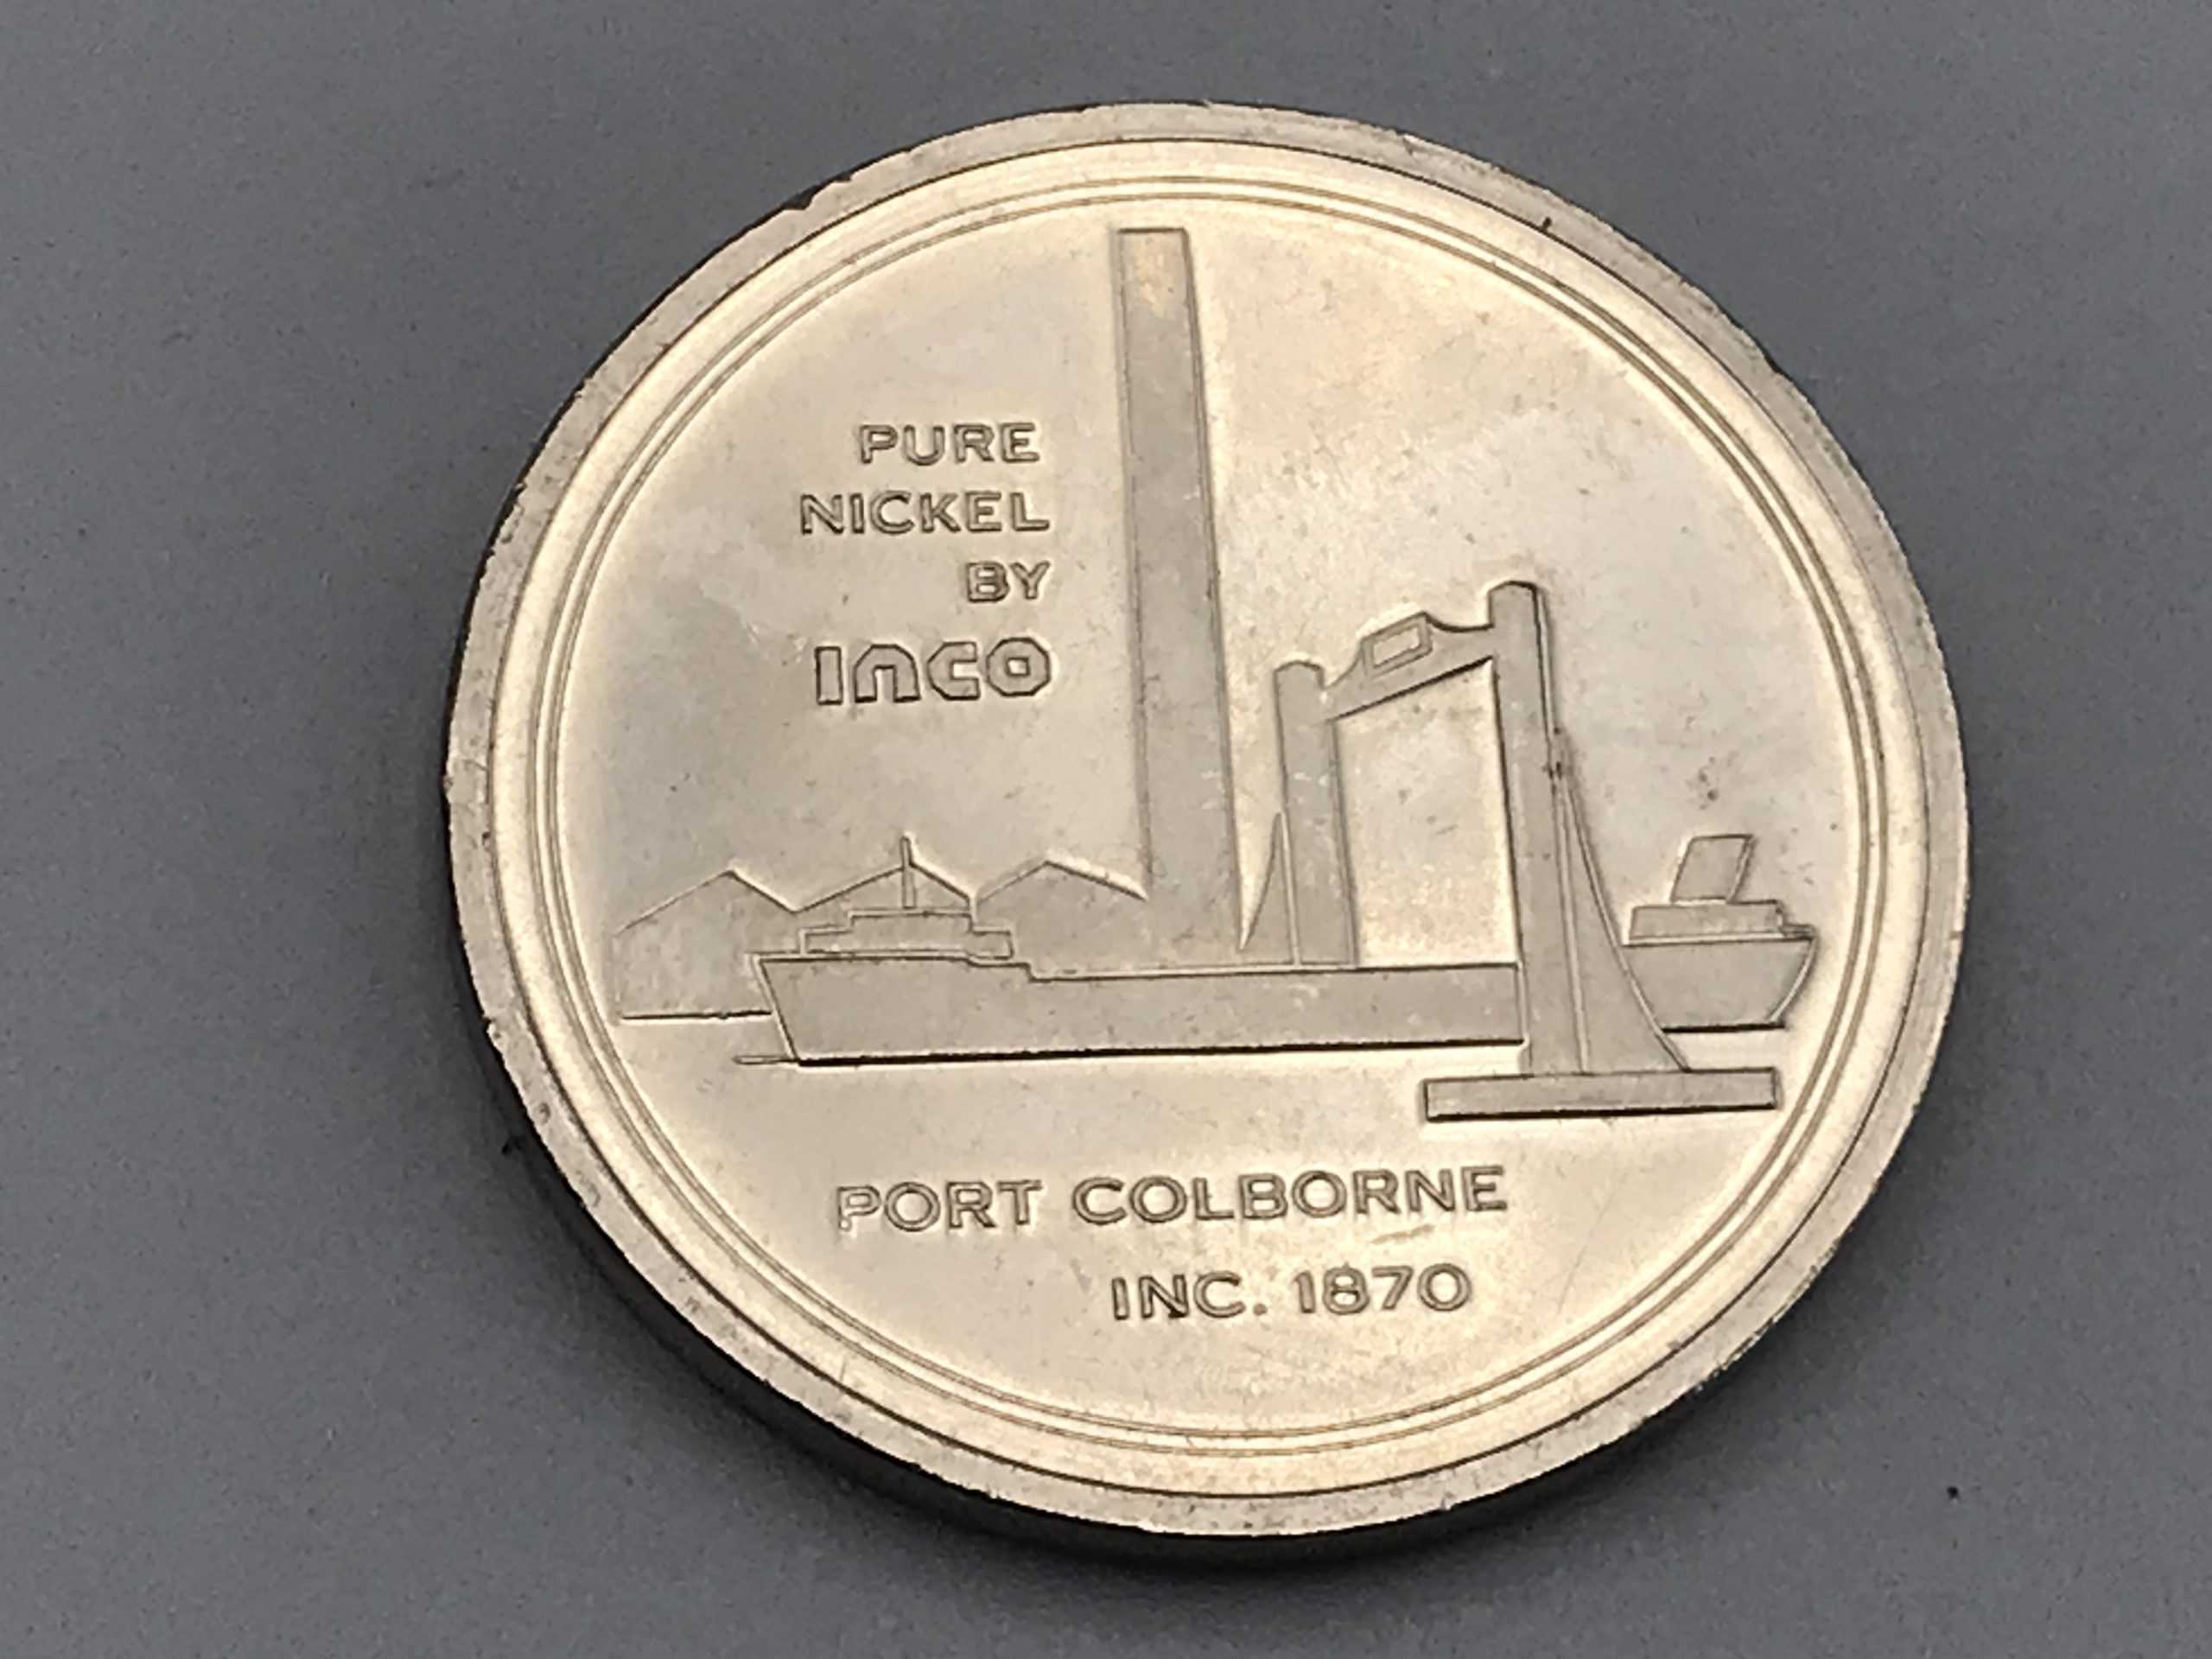 PURE
NICKEL
BY
INCO
PORT COLBORNE
INC. 1870